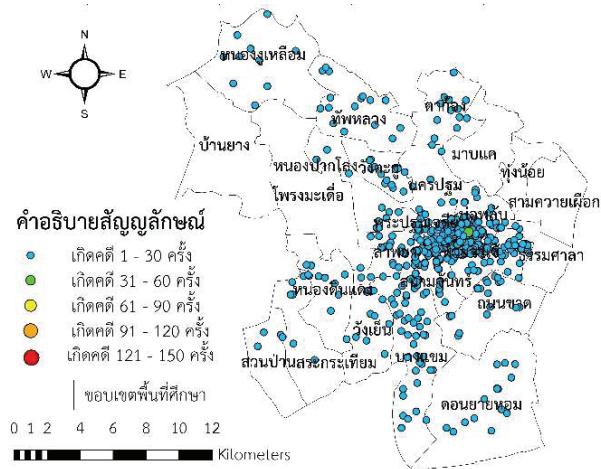 N
W E
S
หนองงูเหลือม
ตาก้อง
ทัพหลวง
บ้านยาง
มาบแค
หนองปากโลง
วังตะกู
ทุ่งน้อย
นครปฐม
โพรงมะเดื่อ
สามควายเผือก
พระปฐมเจดีย์
บ่อพลับ
ลำพยา
ธรรมศาลา
สนามจันทร์
หนองดินแดง
ถนนขาด
วังเย็น
สวนป่าน
สระกระเทียม
บางแขม
ดอนยายหอม
คำอธิบายสัญญลักษณ์
เกิดคดี 1 - 30 ครั้ง
เกิดคดี 31 - 60 ครั้ง
เกิดคดี 61 - 90 ครั้ง
เกิดคดี 91 - 120 ครั้ง
เกิดคดี 121 - 150 ครั้ง
ขอบเขตพื้นที่ศึกษา
0 1 2 4 6 8 10 12
Kilometers